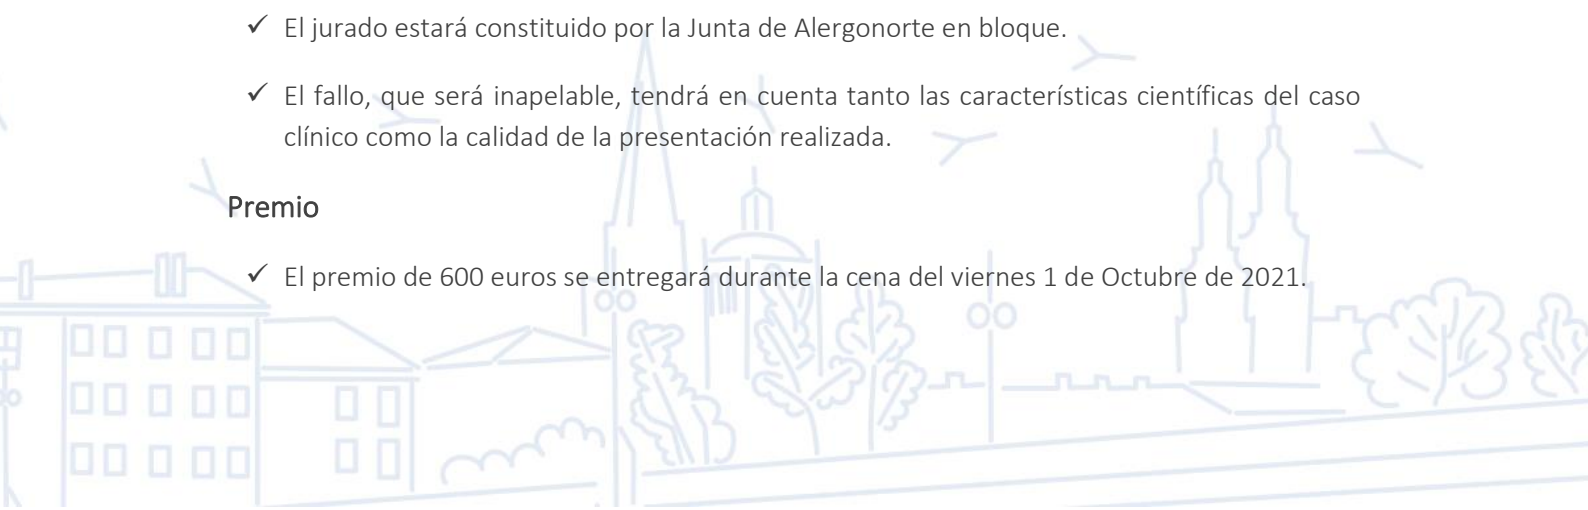 ✓ El jurado estará constituido por la Junta de Alergonorte en bloque.
✓ El fallo, que será inapelable, tendrá en cuenta tanto las características científicas del caso
clínico como la calidad de la presentación realizada.
Premio
✓ El premio de 600 euros se entregará durante la cena del viernes 1 de Octubre de 2021.